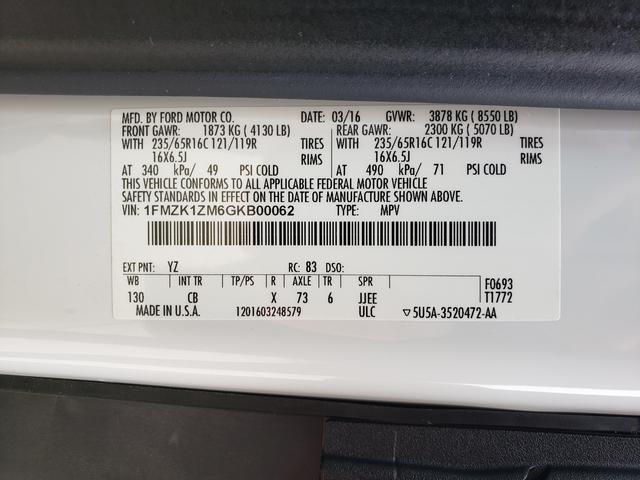 MFD. BY FORD MOTOR CO. DATE: 03/16 GVWR: 3878 KG ( 8550 LB)
FRONT GAWR: 1873 KG ( 4130 LB) REAR GAWR: 2300 KG ( 5070 LB)
WITH 235/65R16C 121/119R TIRES WITH 235/65R16C 121/119R TIRES
16X6.5J RIMS 16X6.5J RIMS
AT 340 kPa/ 49 PSI COLD AT 490 kPa/ 71 PSI COLD
THIS VEHICLE CONFORMS TO ALL APPLICABLE FEDERAL MOTOR VEHICLE
SAFETY STANDARDS IN EFFECT ON THE DATE OF MANUFACTURE SHOWN ABOVE.
VIN: 1FMZK1ZM6GKB00062 TYPE: MPV
EXT PNT: YZ RC: 83 DSO:
WB INT TR TP/PS R AXLE TR SPR F0693
130 CB X 73 6 JJEE T1772
MADE IN U.S.A. 1201603248579 ULC ▽5U5A-3520472-AA